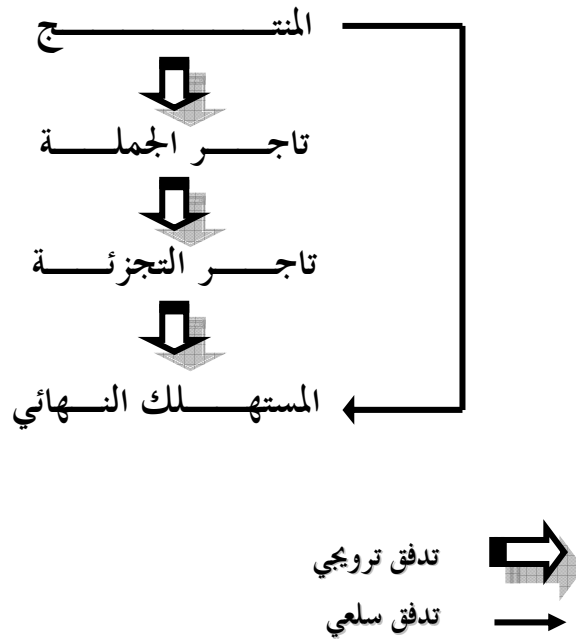 المنتج
تاجر الجملة
تاجر التجزئة
المستهلك النهائي
تدفق ترويجي
تدفق سلعي